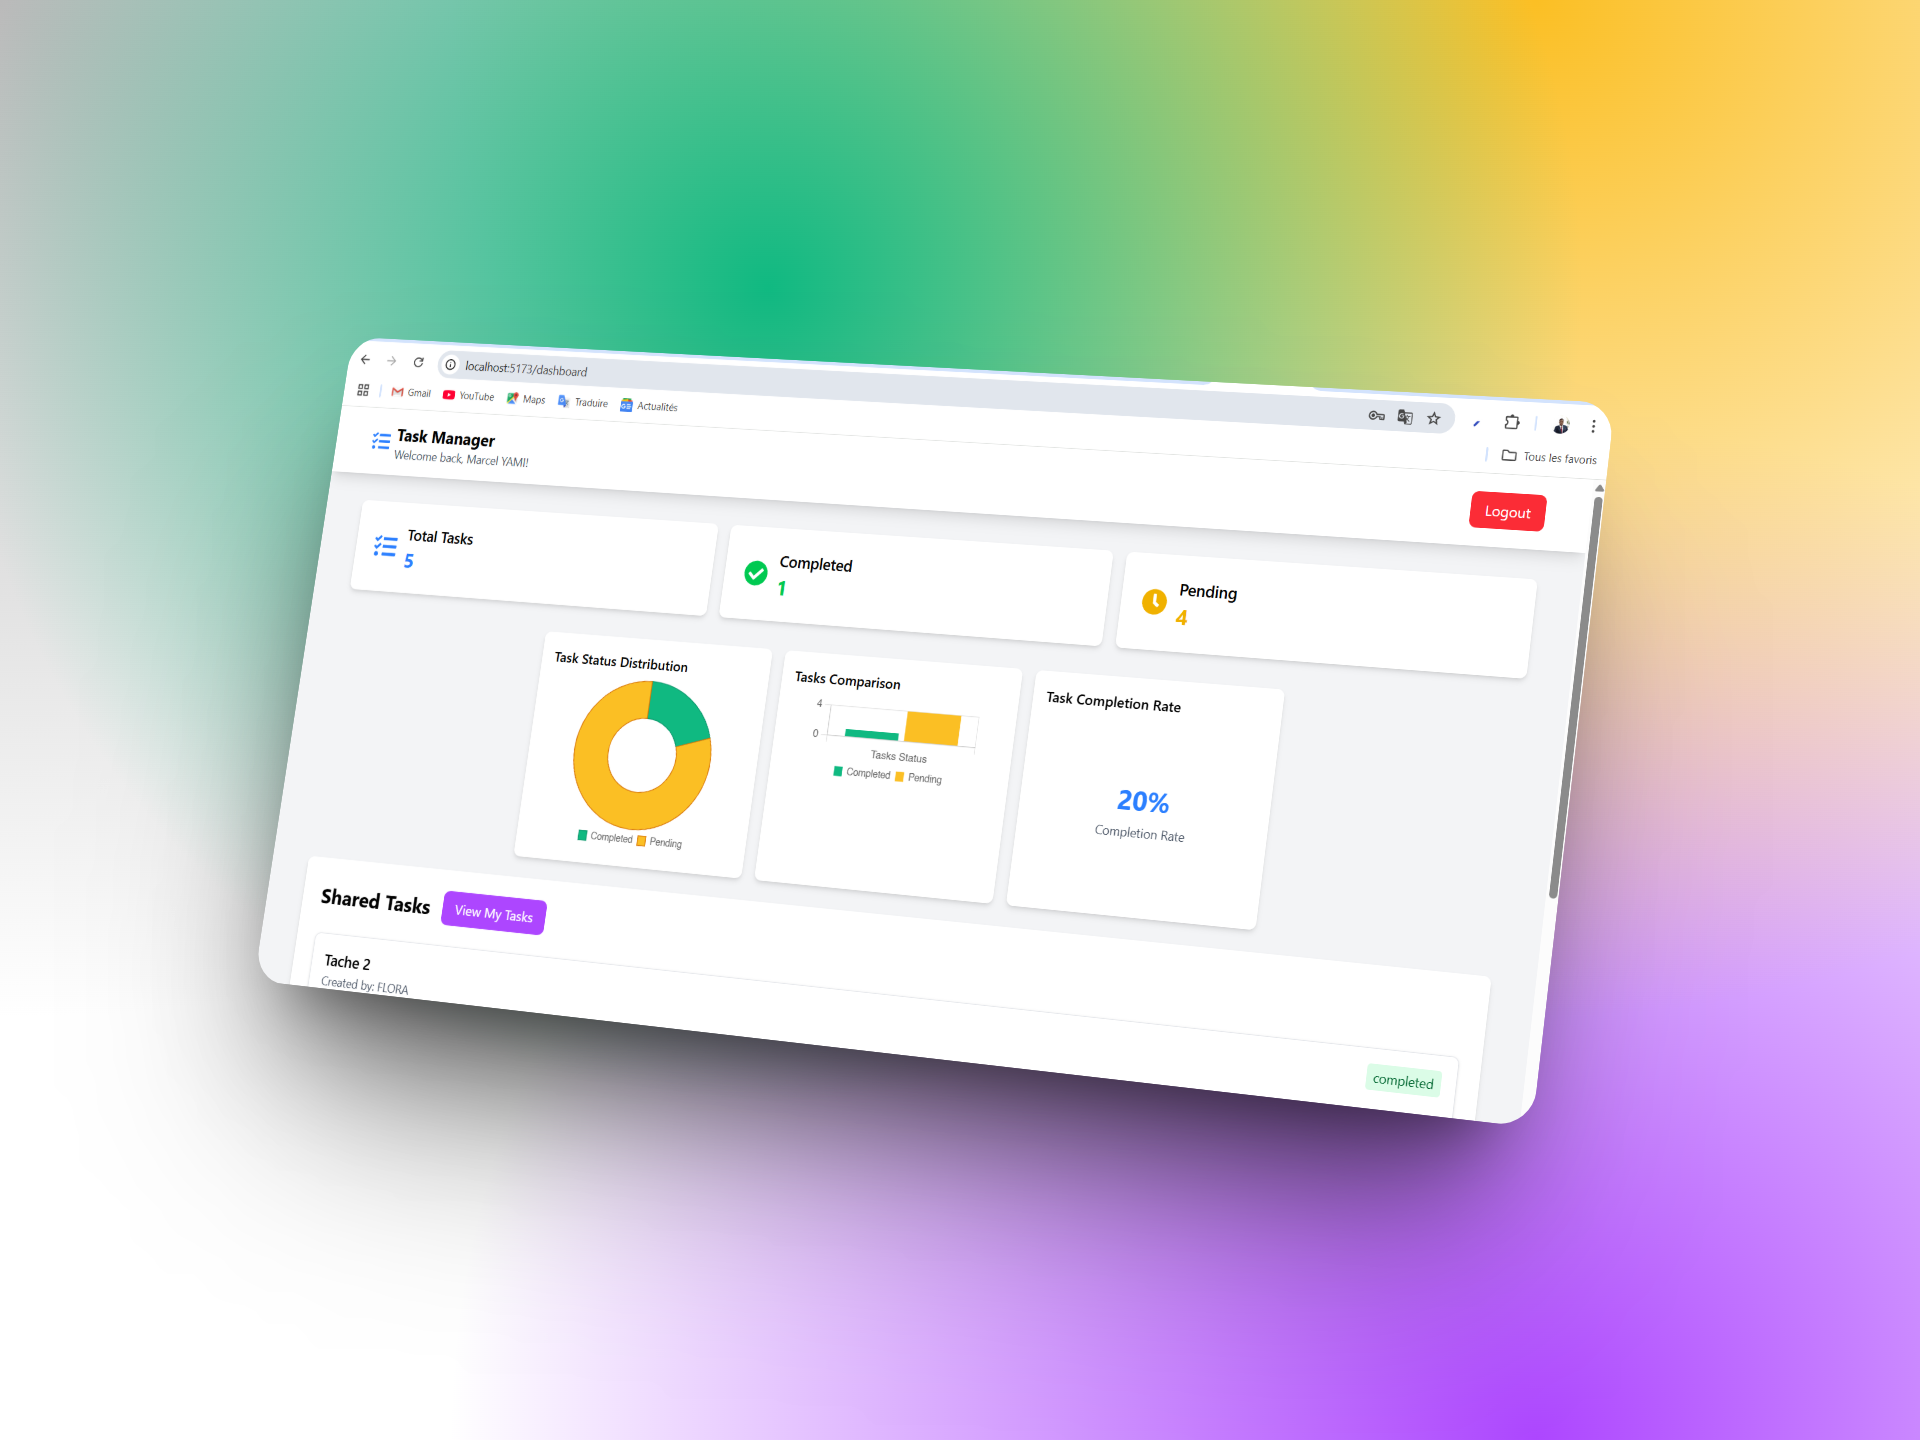 localhost:5173/dashboard
Gmail YouTube Maps Traduire Actualités
Tous les favoris
Task Manager
Welcome back, Marcel YAMI!
Logout
Total Tasks
5
Completed
1
Pending
4
Task Status Distribution
Completed Pending
Tasks Comparison
4
0
Tasks Status
Completed Pending
Task Completion Rate
20%
Completion Rate
Shared Tasks View My Tasks
Tache 2
Created by: FLORA
completed